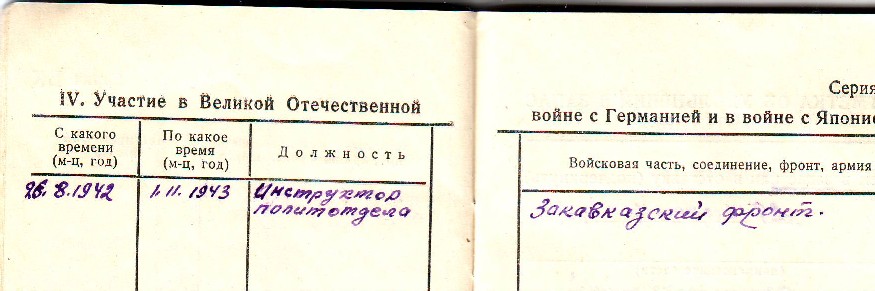 IV. Участие в Великой Отечественной
С какого
времени
(м-ц, год)
По какое
время
(м-ц, год)
Должность
26.8.1942
1.11.1943
Инструктор
политотдела
Серия
войне с Германией и в войне с Япони
Войсковая часть, соединение, фронт, армия
Закавказский фронт.